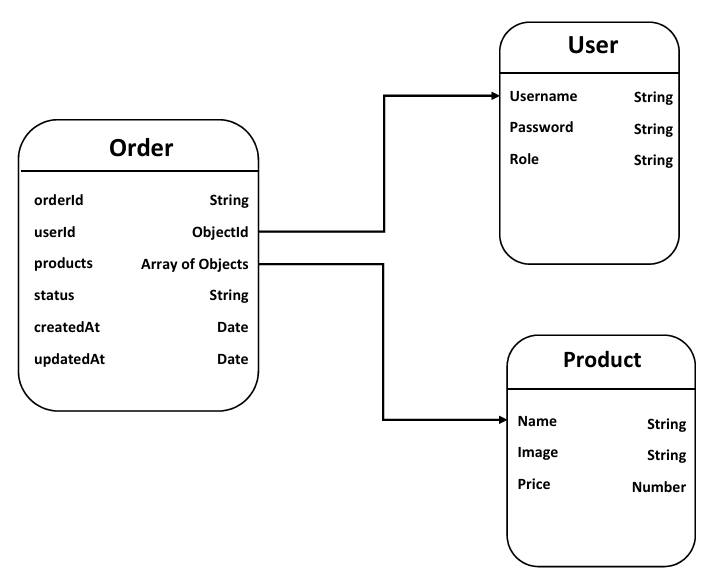 Order
orderId String
userId ObjectId
products Array of Objects
status String
createdAt Date
updatedAt Date
User
Username String
Password String
Role String
Product
Name String
Image String
Price Number